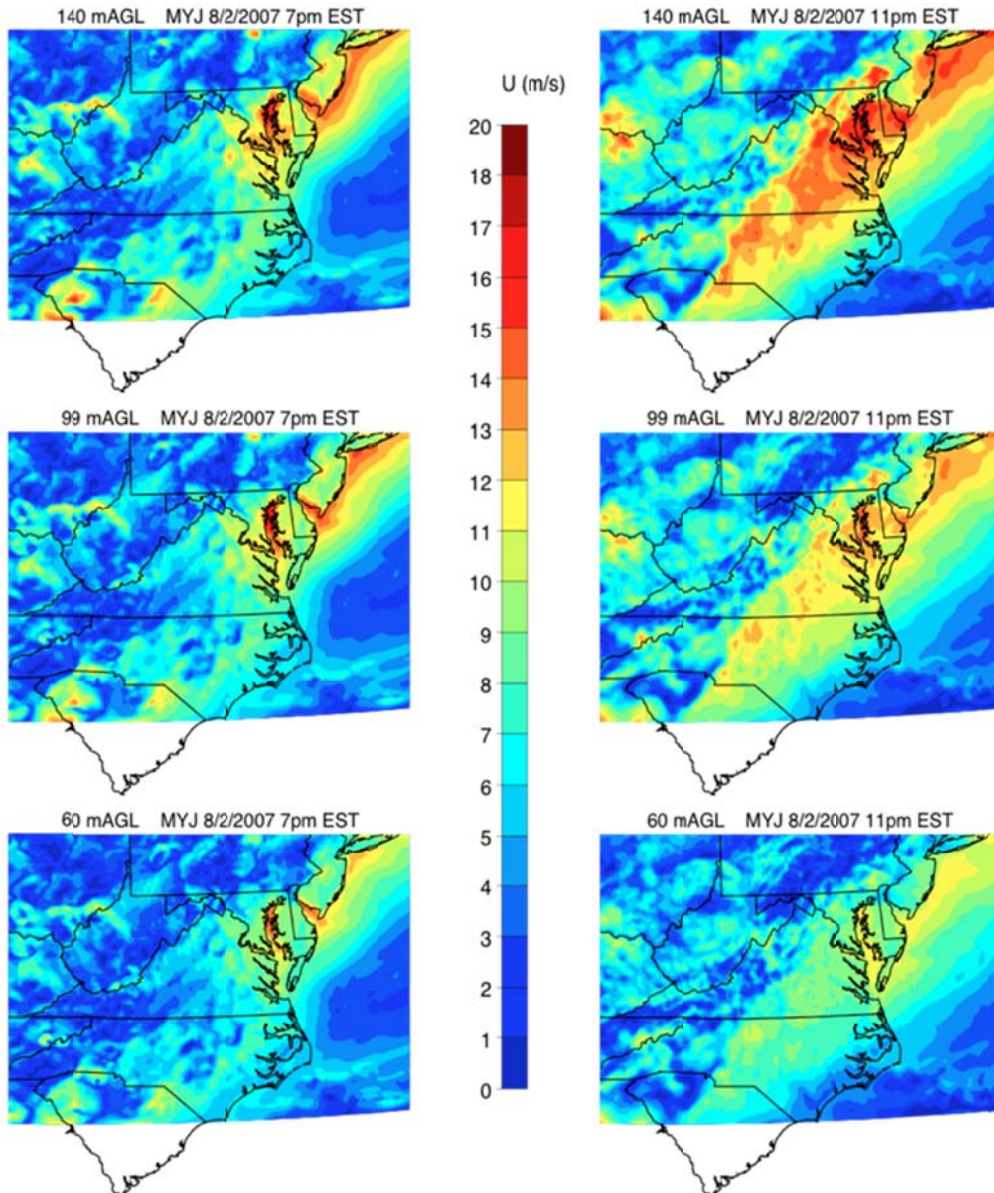 140 mAGL MYJ 8/2/2007 7pm EST
140 mAGL MYJ 8/2/2007 11pm EST
U (m/s)
20
18
17
16
15
14
13
12
11
10
9
8
7
6
5
4
3
2
1
0
99 mAGL MYJ 8/2/2007 7pm EST
99 mAGL MYJ 8/2/2007 11pm EST
60 mAGL MYJ 8/2/2007 7pm EST
60 mAGL MYJ 8/2/2007 11pm EST